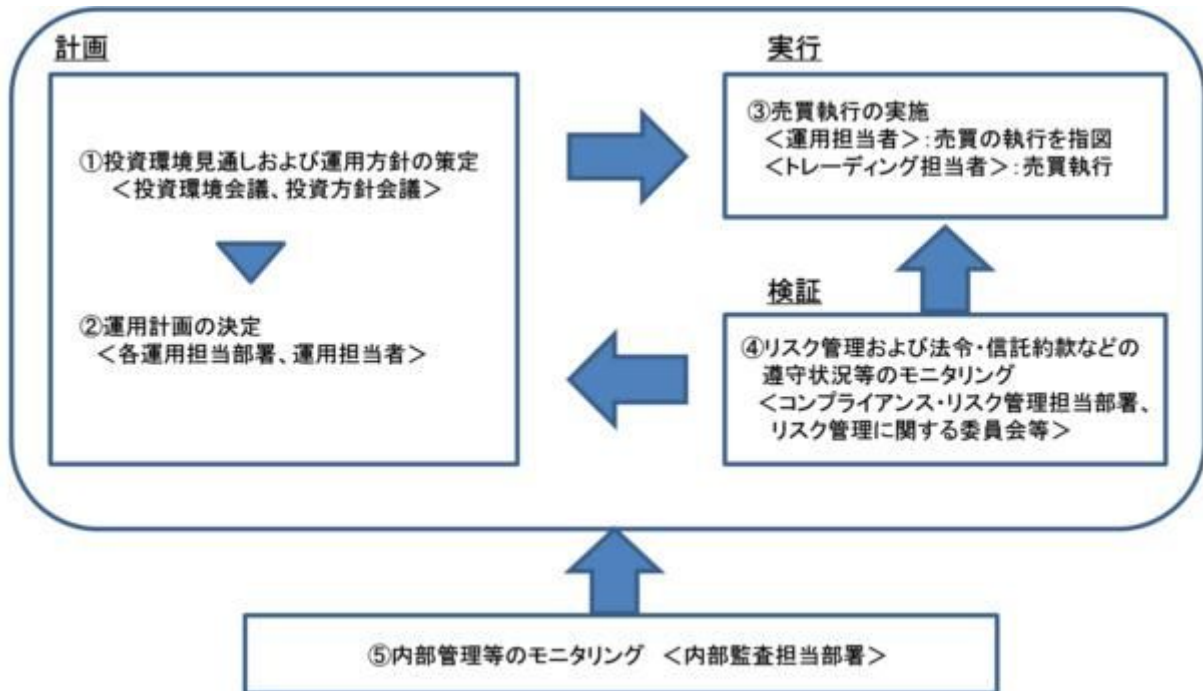 計画
①投資環境見通しおよび運用方針の策定
＜投資環境会議、投資方針会議＞
②運用計画の決定
＜各運用担当部署、運用担当者＞
実行
③売買執行の実施
＜運用担当者＞：売買の執行を指図
＜トレーディング担当者＞：売買執行
検証
④リスク管理および法令・信託約款などの
遵守状況等のモニタリング
＜コンプライアンス・リスク管理担当部署、
リスク管理に関する委員会等＞
⑤内部管理等のモニタリング　＜内部監査担当部署＞